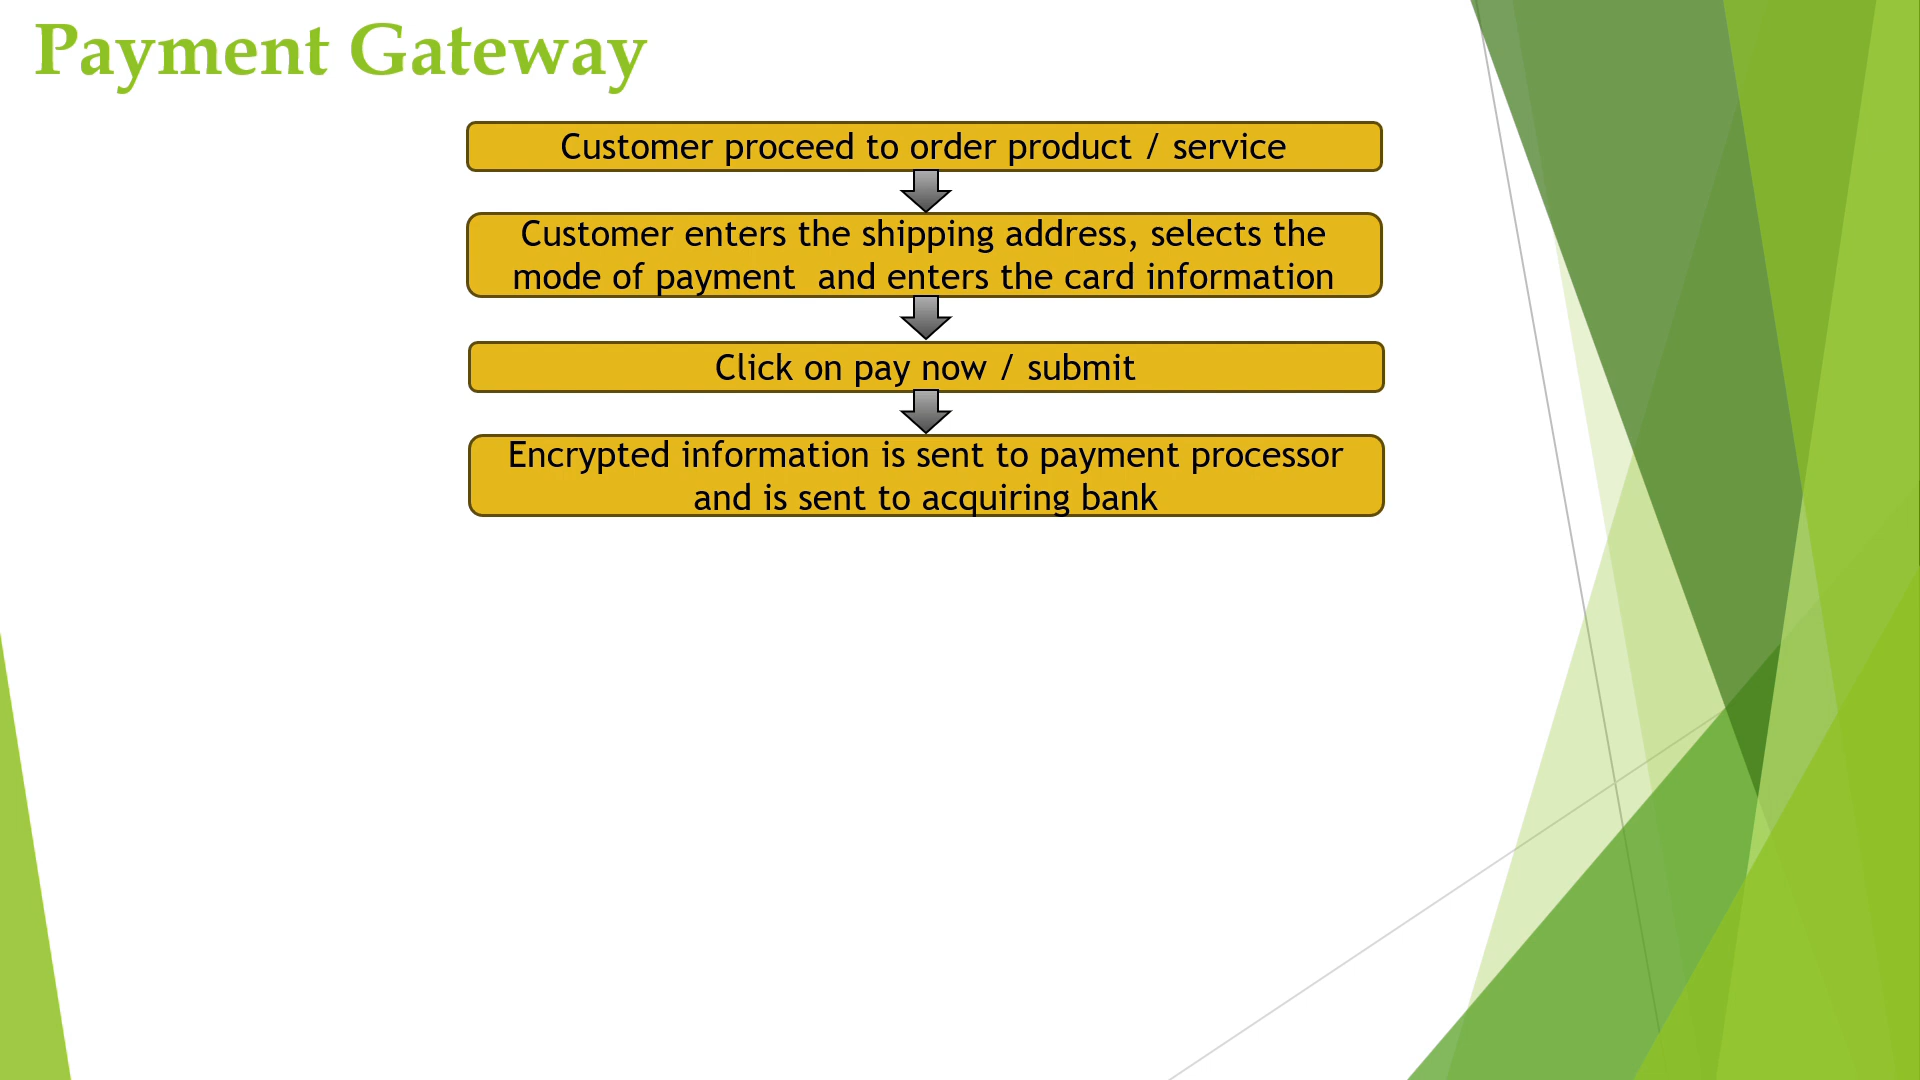 Payment Gateway
Customer proceed to order product / service
Customer enters the shipping address, selects the
mode of payment  and enters the card information
Click on pay now / submit
Encrypted information is sent to payment processor
and is sent to acquiring bank